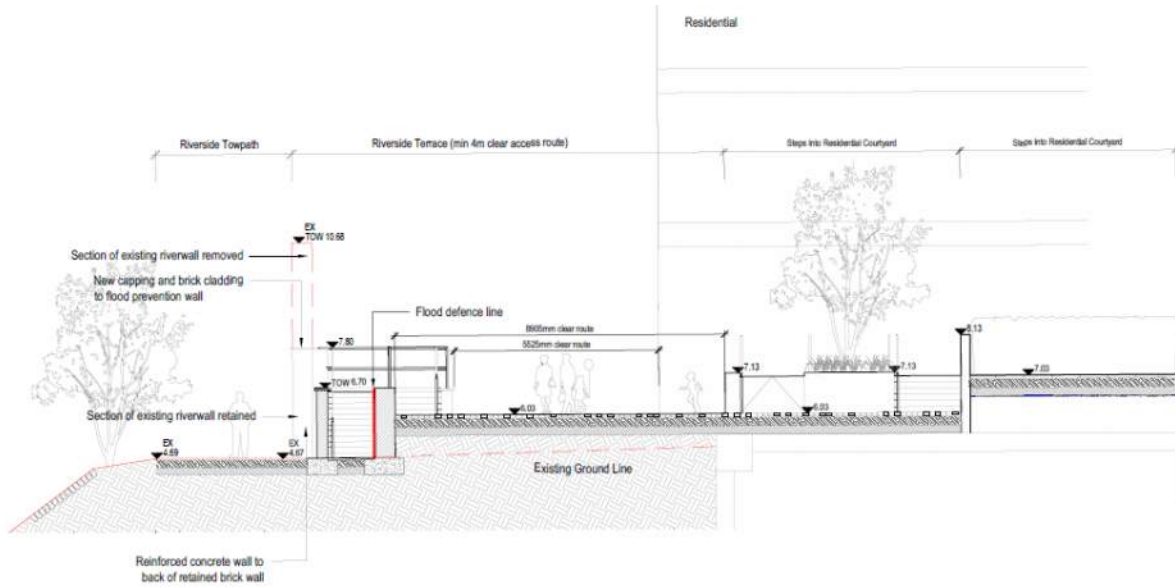 Residential
Riverside Towpath
Riverside Terrace (min 4m clear access route)
Steps Into Residential Courtyard
Steps Into Residential Courtyard
EX
TOW 10.68
Section of existing riverwall removed
New capping and brick cladding
to flood prevention wall
Flood defence line
8905mm clear route
5525mm clear route
7.80
8.13
7.13
7.13
7.03
TOW 6.70
Section of existing riverwall retained
6.03
6.03
EX
4.69
EX
4.67
Existing Ground Line
Reinforced concrete wall to
back of retained brick wall